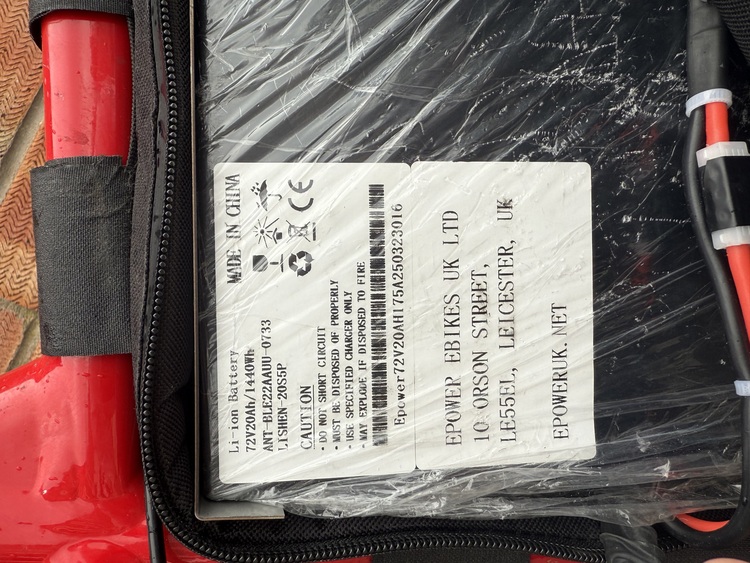 Li-ion Battery
72V20Ah/1440Wh
ANT-BLE22AAUU-0733
LISHEN-20S5P
CAUTION
· DO NOT SHORT CIRCUIT
· MUST BE DISPOSED OF PROPERLY
· USE SPECIFIED CHARGER ONLY
· MAY EXPLODE IF DISPOSED TO FIRE
MADE IN CHINA
CE
Epower72V20AH175A250323016
EPOWER EBIKES UK LTD
10 ORSON STREET,
LE55EL, LEICESTER, UK
EPOWERUK.NET